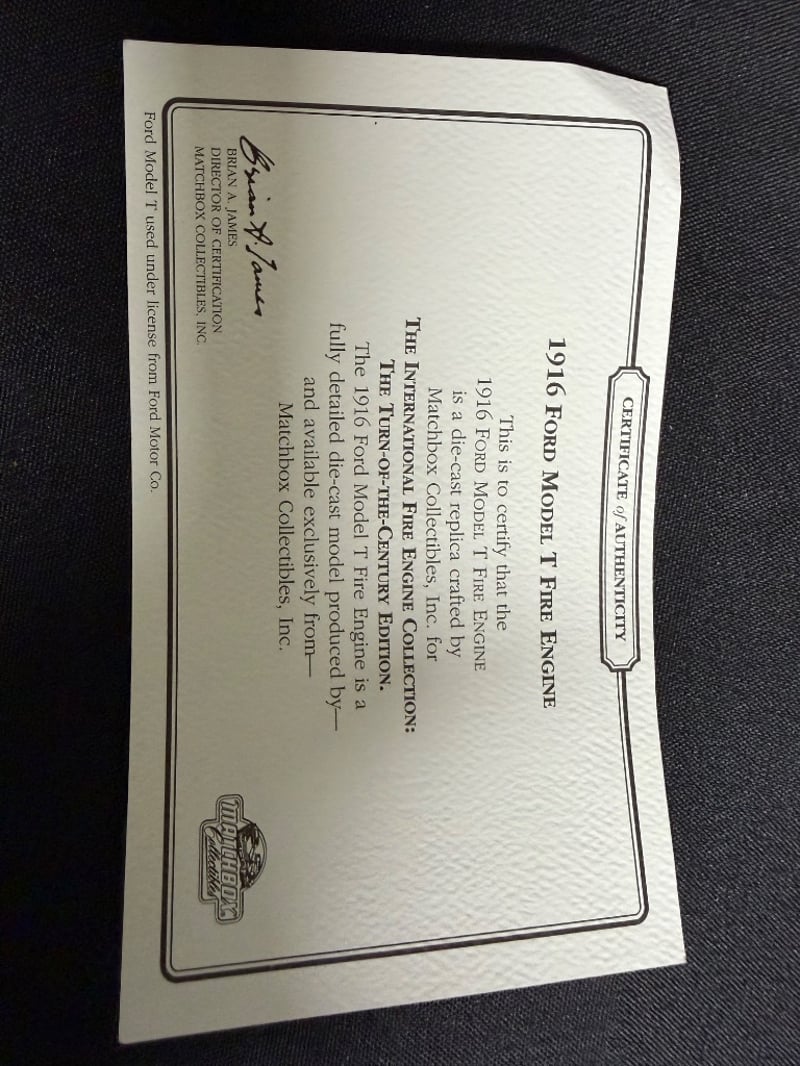 CERTIFICATE of AUTHENTICITY
1916 FORD MODEL T FIRE ENGINE
This is to certify that the
1916 FORD MODEL T FIRE ENGINE
is a die-cast replica crafted by
Matchbox Collectibles, Inc. for
THE INTERNATIONAL FIRE ENGINE COLLECTION:
THE TURN-OF-THE-CENTURY EDITION.
The 1916 Ford Model T Fire Engine is a
fully detailed die-cast model produced by—
and available exclusively from—
Matchbox Collectibles, Inc.
Brian A. James
BRIAN A. JAMES
DIRECTOR OF CERTIFICATION
MATCHBOX COLLECTIBLES, INC.
MATCHBOX
Collectibles
Ford Model T used under license from Ford Motor Co.